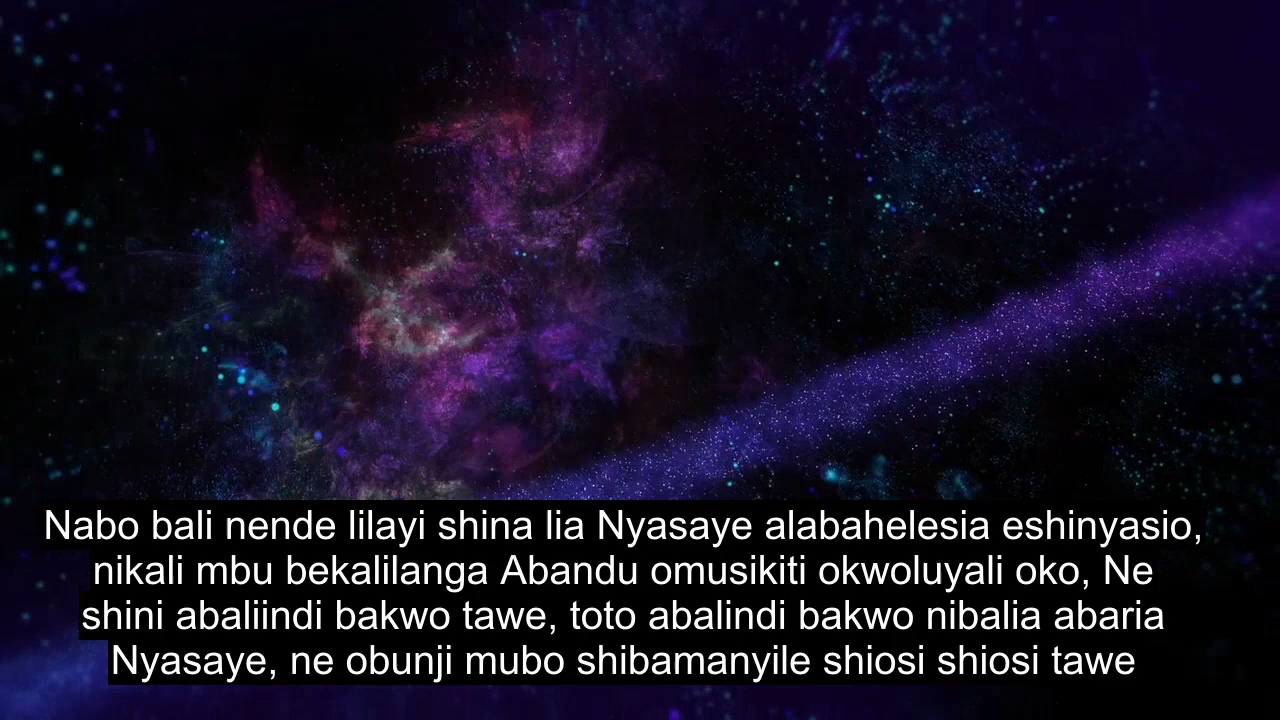 Nabo bali nende lilayi shina lia Nyasaye alabahelesia eshinyasio,
nikali mbu bekalilanga Abandu omusikiti okwoluyali oko, Ne
shini abaliindi bakwo tawe, toto abalindi bakwo nibalia abaria
Nyasaye, ne obunji mubo shibamanyile shiosi shiosi tawe